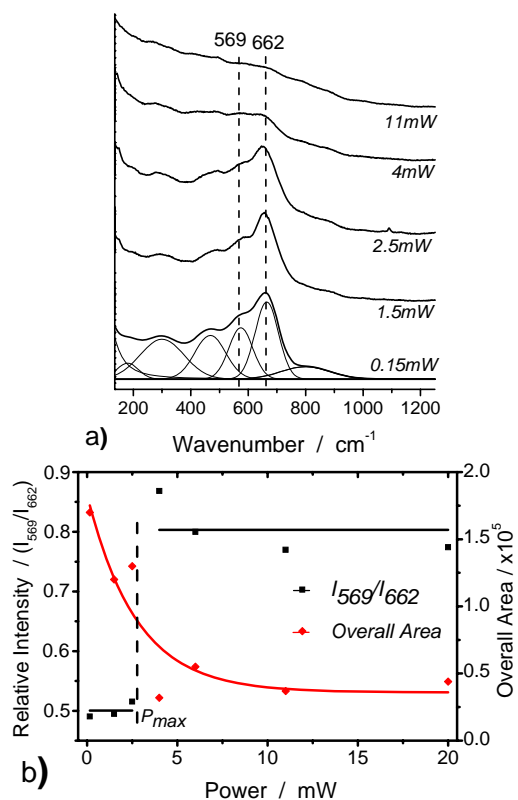 569 662
11mW
4mW
2.5mW
1.5mW
0.15mW
200 400 600 800 1000 1200
a) Wavenumber / cm-1
Relative Intensity / (I569/I662)
0.9
0.8
0.7
0.6
0.5
2.0
1.5
1.0
0.5
0.0
Overall Area / x10^5
I569/I662
Overall Area
Pmax
0 5 10 15 20
b) Power / mW